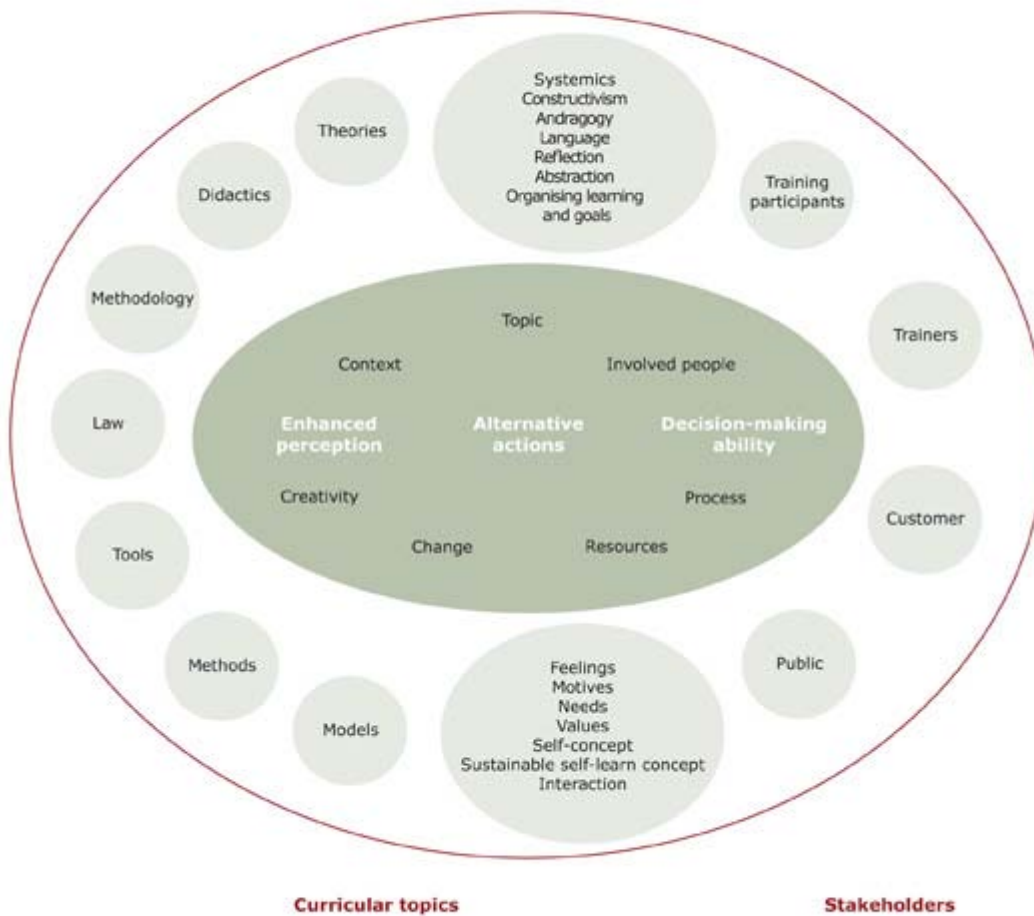 Systemics
Constructivism
Andragogy
Language
Reflection
Abstraction
Organising learning
and goals
Theories
Didactics
Methodology
Law
Tools
Methods
Models
Training
participants
Trainers
Customer
Public
Topic
Context
Involved people
Enhanced
perception
Alternative
actions
Decision-making
ability
Creativity
Process
Change
Resources
Feelings
Motives
Needs
Values
Self-concept
Sustainable self-learn concept
Interaction
Curricular topics
Stakeholders